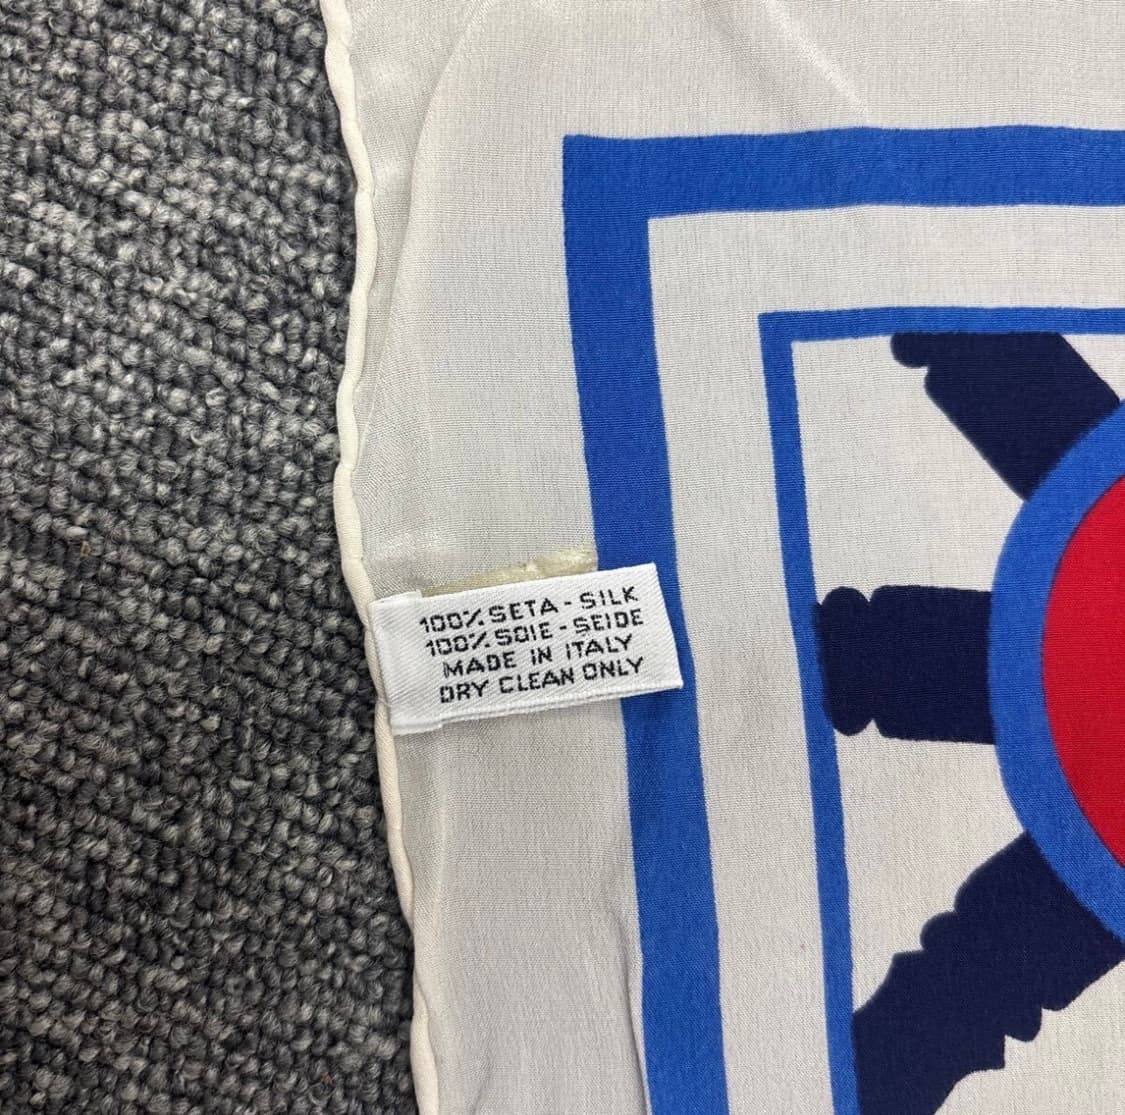 100% SETA - SILK
100% SOIE - SEIDE
MADE IN ITALY
DRY CLEAN ONLY